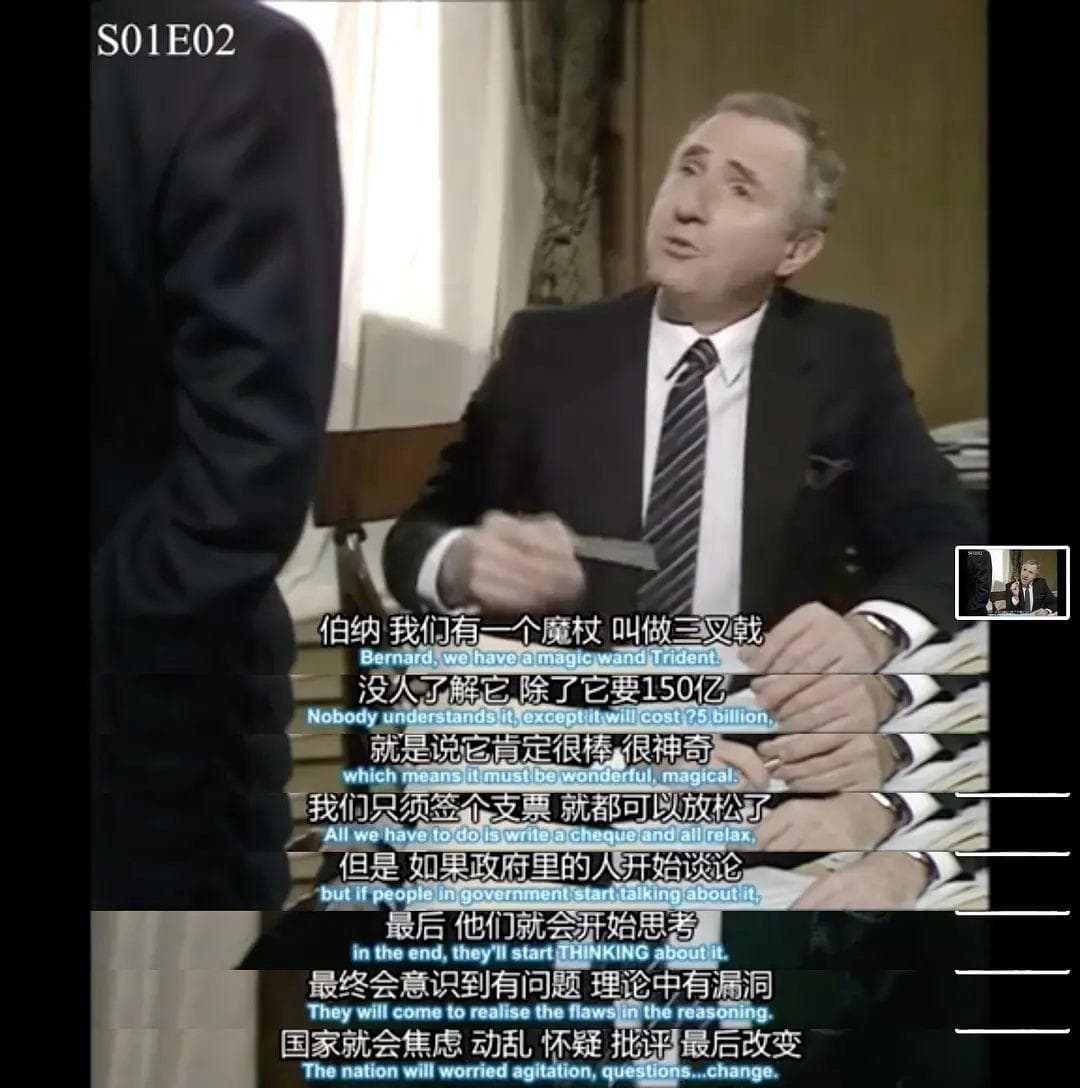 S01E02
伯纳 我们有一个魔杖 叫做三叉戟
Bernard, we have a magic wand Trident.
没人了解它 除了它要150亿
Nobody understands it, except it will cost ?5 billion,
就是说它肯定很棒 很神奇
which means it must be wonderful, magical.
我们只须签个支票 就都可以放松了
All we have to do is write a cheque and all relax,
但是 如果政府里的人开始谈论
but if people in government start talking about it,
最后 他们就会开始思考
in the end, they'll start THINKING about it.
最终会意识到有问题 理论中有漏洞
They will come to realise the flaws in the reasoning.
国家就会焦虑 动乱 怀疑 批评 最后改变
The nation will worried agitation, questions...change.